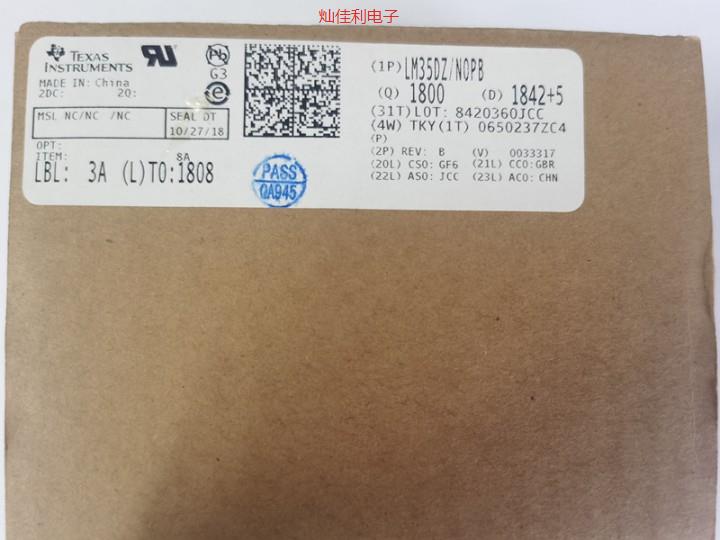 灿佳利电子
TEXAS
INSTRUMENTS
MADE IN: China
2DC: 2Q:
G3
e
MSL NC/NC /NC
SEAL DT
10/27/18
OPT:
ITEM: 8A
LBL: 3A (L)TO:1808
PASS
QA945
(1P) LM35DZ/NOPB
(Q) 1800 (D) 1842+5
(31T)LOT: 8420360JCC
(4W) TKY(1T) 0650237ZC4
(P)
(2P) REV: B (V) 0033317
(20L) CSO: GF6 (21L) CCO:GBR
(22L) ASO: JCC (23L) ACO: CHN